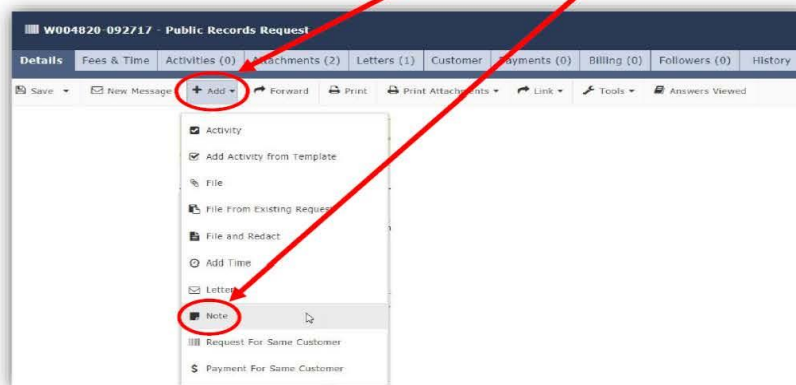 W004820-092717 - Public Records Request
Details Fees & Time Activities (0) Attachments (2) Letters (1) Customer Payments (0) Billing (0) Followers (0) History
Save New Message + Add Forward Print Print Attachments Link Tools Answers Viewed
Activity
Add Activity from Template
File
File From Existing Request
File and Redact
Add Time
Letter
Note
Request For Same Customer
$ Payment For Same Customer